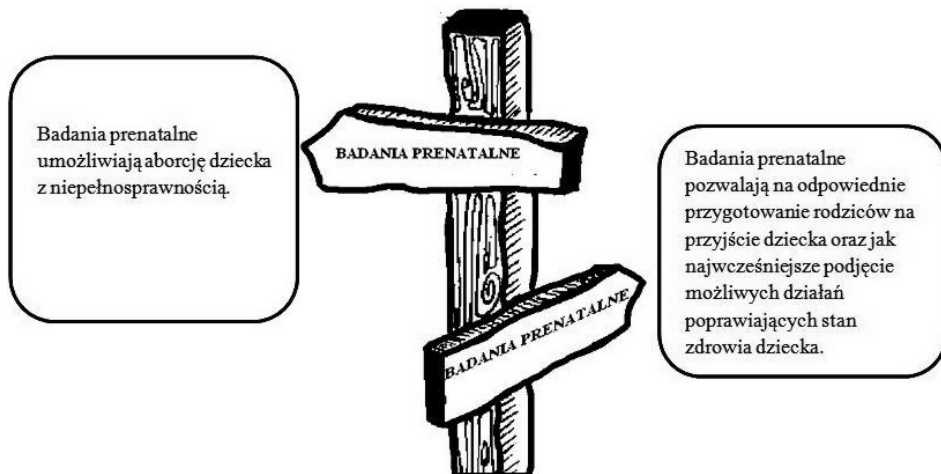 Badania prenatalne
umożliwiają aborcję dziecka
z niepełnosprawnością.
BADANIA PRENATALNE
Badania prenatalne
pozwalają na odpowiednie
przygotowanie rodziców na
przyjście dziecka oraz jak
najwcześniejsze podjęcie
możliwych działań
poprawiających stan
zdrowia dziecka.
BADANIA PRENATALNE